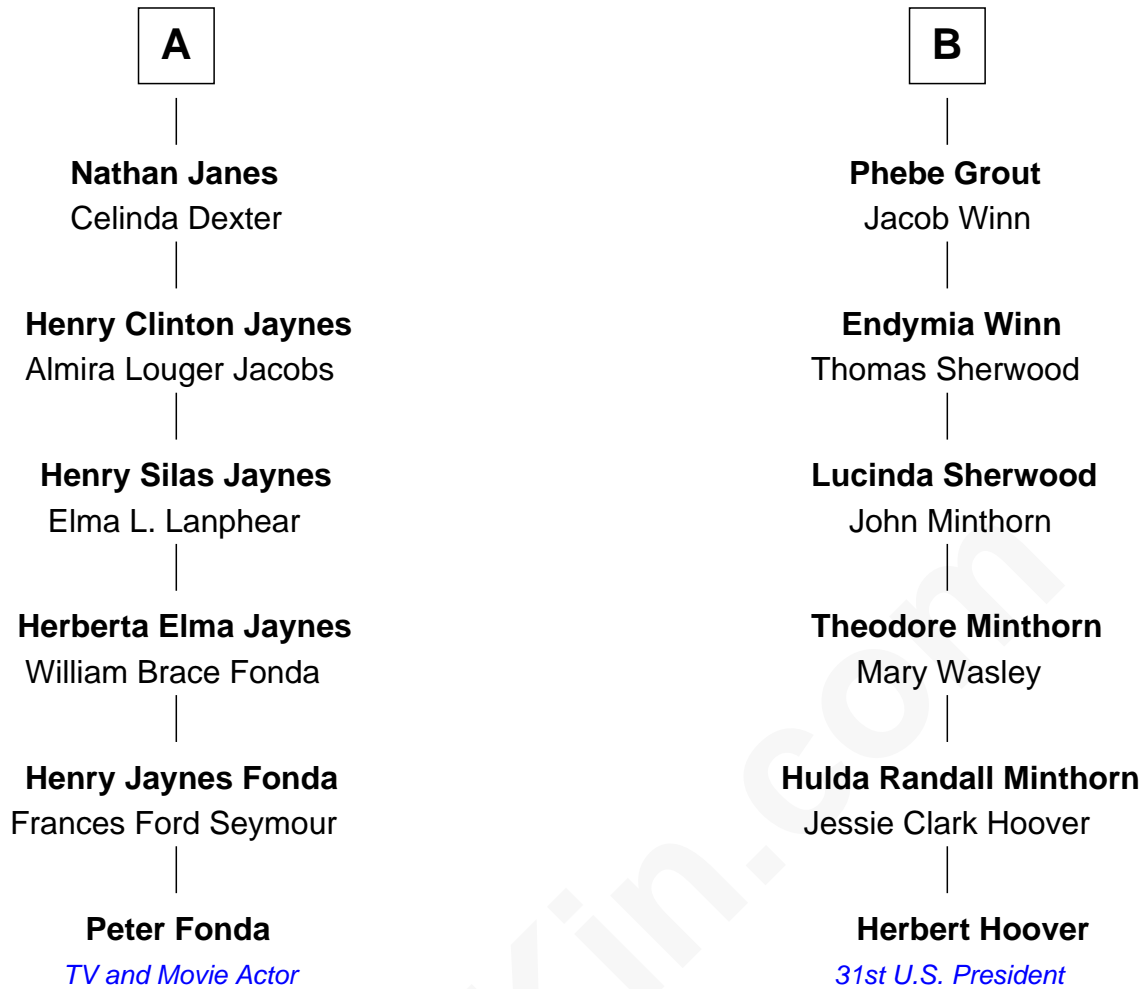 A
Nathan Janes
Celinda Dexter
Henry Clinton Jaynes
Almira Louger Jacobs
Henry Silas Jaynes
Elma L. Lanphear
Herberta Elma Jaynes
William Brace Fonda
Henry Jaynes Fonda
Frances Ford Seymour
Peter Fonda
TV and Movie Actor
B
Phebe Grout
Jacob Winn
Endymia Winn
Thomas Sherwood
Lucinda Sherwood
John Minthorn
Theodore Minthorn
Mary Wasley
Hulda Randall Minthorn
Jessie Clark Hoover
Herbert Hoover
31st U.S. President
Kin.com